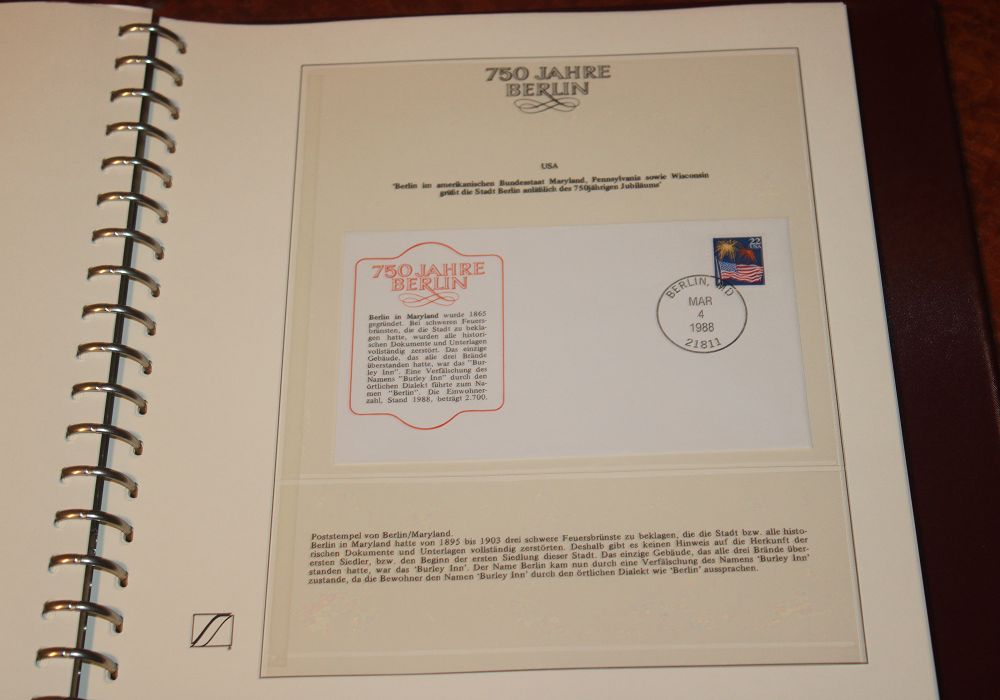 750 JAHRE
BERLIN
USA
'Berlin im amerikanischen Bundesstaat Maryland, Pennsylvania sowie Wisconsin
grüßt die Stadt Berlin anläßlich des 750jährigen Jubiläums'
750 JAHRE
BERLIN
Berlin in Maryland wurde 1865
gegründet. Bei schweren Feuers-
brünsten, die die Stadt zu bekla-
gen hatte, wurden alle histori-
schen Dokumente und Unterlagen
vollständig zerstört. Das einzige
Gebäude, das alle drei Brände
überstanden hatte, war das "Bur-
ley Inn". Eine Verfälschung des
Namens "Burley Inn" durch den
örtlichen Dialekt führte zum Na-
men "Berlin". Die Einwohner-
zahl, Stand 1988, beträgt 2.700.
22
USA
BERLIN, MD
MAR
4
1988
21811
Poststempel von Berlin/Maryland.
Berlin in Maryland hatte von 1895 bis 1903 drei schwere Feuersbrünste zu beklagen, die die Stadt bzw. alle histo-
rischen Dokumente und Unterlagen vollständig zerstörten. Deshalb gibt es keinen Hinweis auf die Herkunft der
ersten Siedler, bzw. den Beginn der ersten Siedlung dieser Stadt. Das einzige Gebäude, das alle drei Brände über-
standen hatte, war das 'Burley Inn'. Der Name Berlin kam nun durch eine Verfälschung des Namens 'Burley Inn'
zustande, da die Bewohner den Namen 'Burley Inn' durch den örtlichen Dialekt wie 'Berlin' aussprachen.